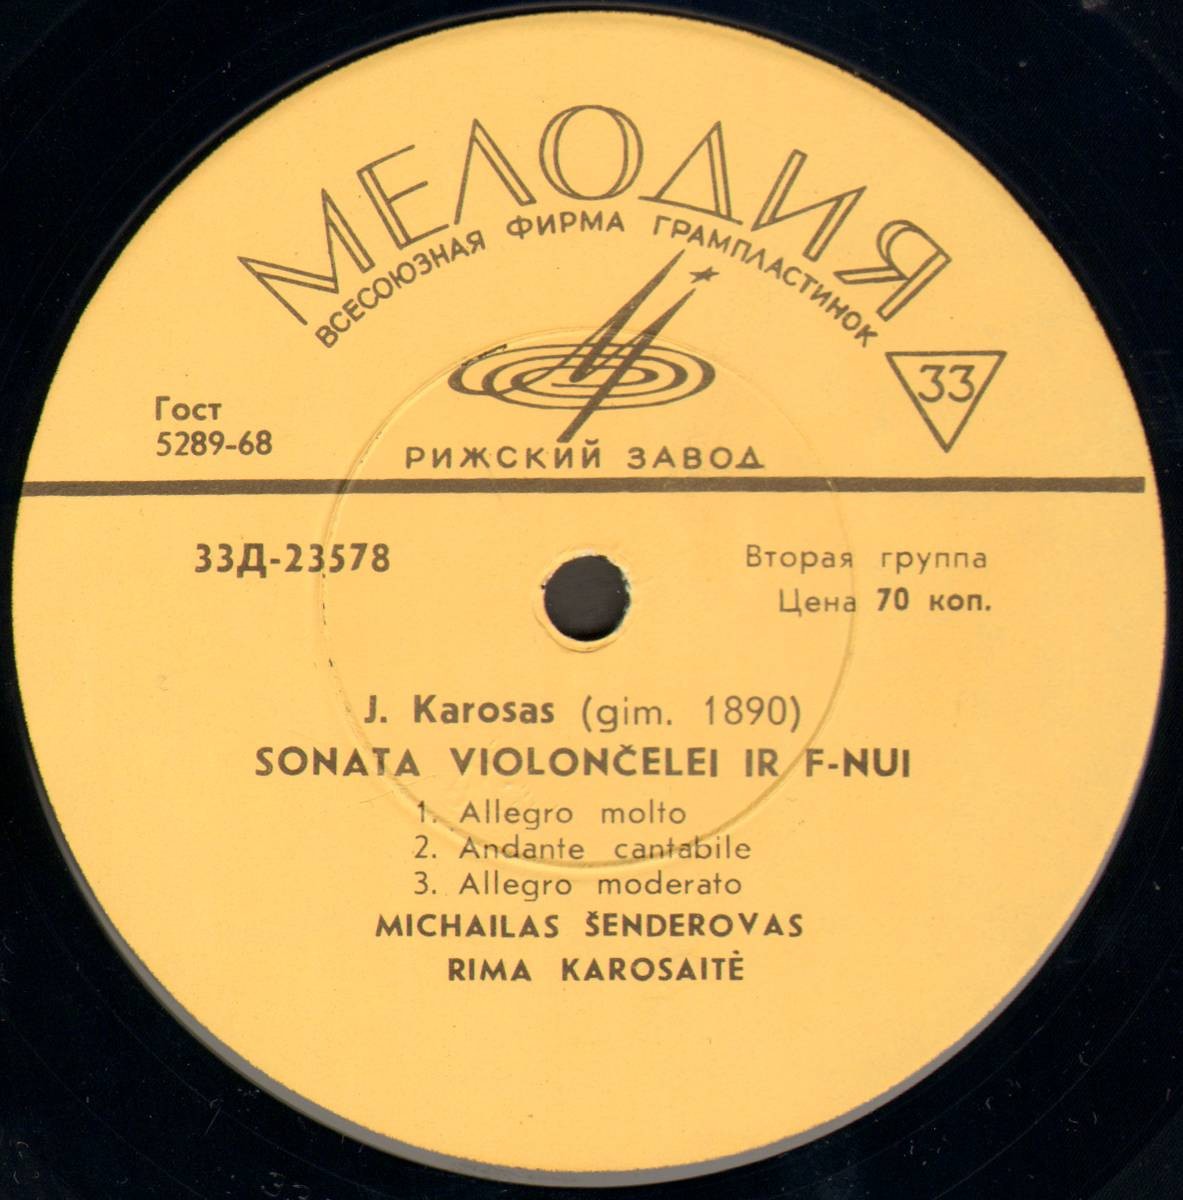 МЕЛОДИЯ
ВСЕСОЮЗНАЯ ФИРМА ГРАМПЛАСТИНОК
33
Гост
5289-68
РИЖСКИЙ ЗАВОД
33Д-23578
Вторая группа
Цена 70 коп.
J. Karosas (gim. 1890)
SONATA VIOLONČELEI IR F-NUI
1. Allegro molto
2. Andante cantabile
3. Allegro moderato
MICHAILAS ŠENDEROVAS
RIMA KAROSAITĖ